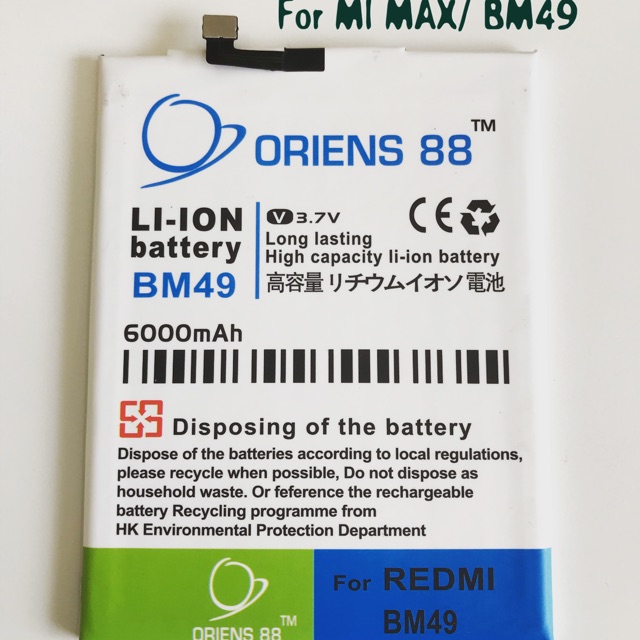 For MI MAX/ BM49
ORIENS 88™
LI-ION
battery
BM49
V 3.7V
Long lasting
High capacity li-ion battery
高容量リチウムイオソ電池
CE
6000mAh
Disposing of the battery
Dispose of the batteries according to local regulations,
please recycle when possible, Do not dispose as
household waste. Or feference the rechargeable
battery Recycling programme from
HK Environmental Protection Department
ORIENS 88™
For REDMI
BM49